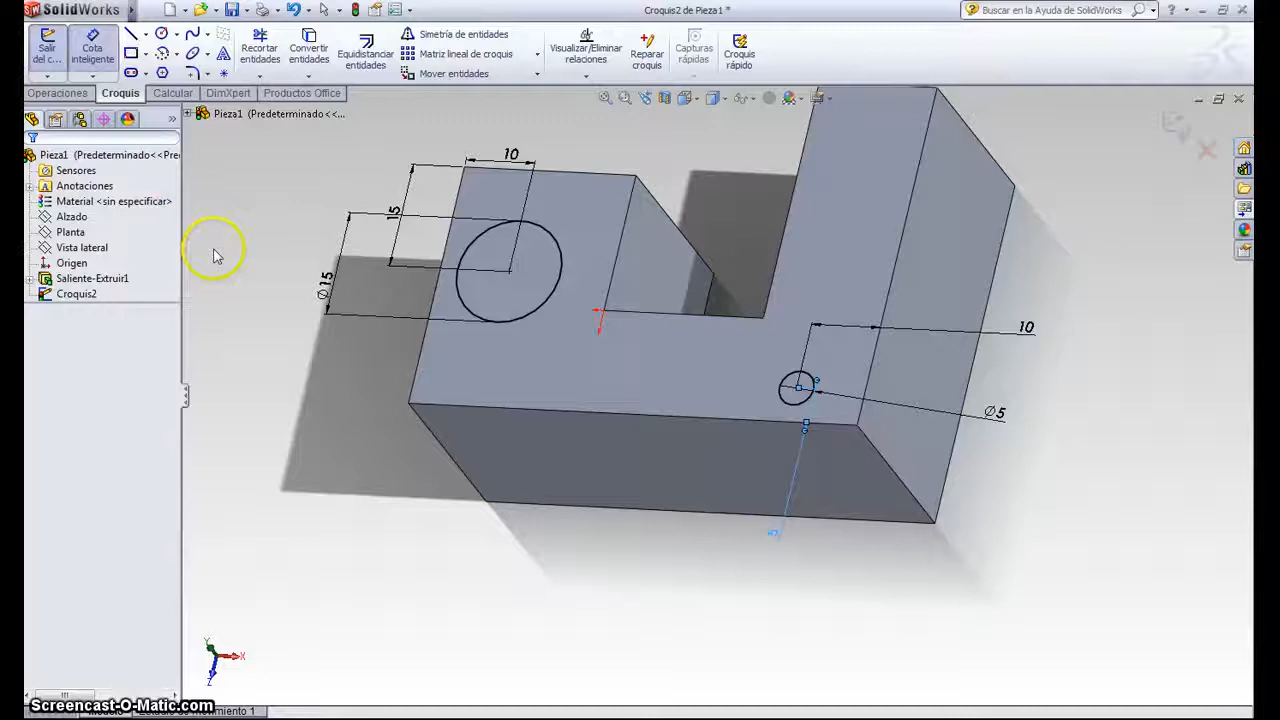 SolidWorks
Croquis2 de Pieza1 *
Buscar en la Ayuda de SolidWorks
Salir del c...
Cota inteligente
Recortar entidades
Convertir entidades
Equidistanciar entidades
Simetría de entidades
Matriz lineal de croquis
Mover entidades
Visualizar/Eliminar relaciones
Reparar croquis
Capturas rápidas
Croquis rápido
Operaciones
Croquis
Calcular
DimXpert
Productos Office
Pieza1 (Predeterminado<<...
Pieza1 (Predeterminado<<Pre
Sensores
Anotaciones
Material <sin especificar>
Alzado
Planta
Vista lateral
Origen
Saliente-Extruir1
Croquis2
10
15
Ø15
10
Ø5
Y
X
Z
Screencast-O-Matic.com